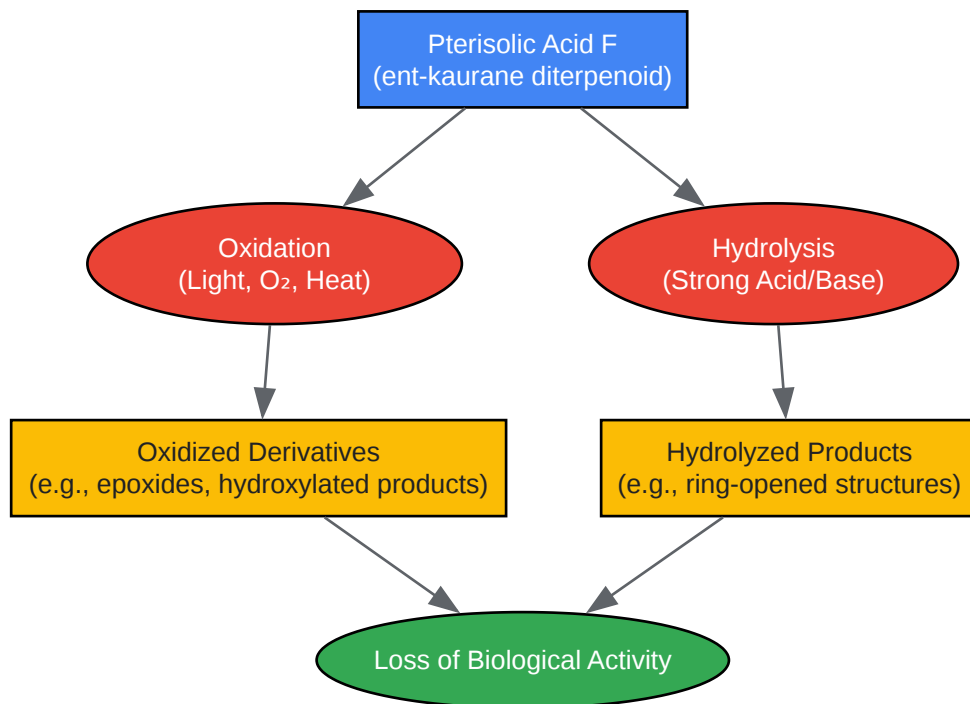 Pterisolic Acid F
(ent-kaurane diterpenoid)
Oxidation
(Light, O₂, Heat)
Hydrolysis
(Strong Acid/Base)
Oxidized Derivatives
(e.g., epoxides, hydroxylated products)
Hydrolyzed Products
(e.g., ring-opened structures)
Loss of Biological Activity